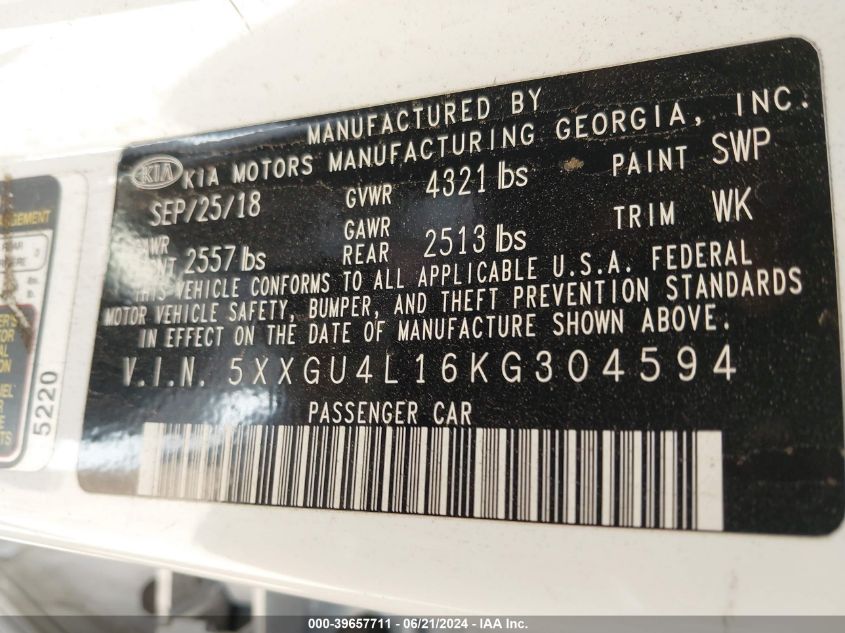 MANUFACTURED BY
KIA KIA MOTORS MANUFACTURING GEORGIA, INC.
SEP/25/18 GVWR 4321 lbs PAINT SWP
GAWR 2557 lbs GAWR REAR 2513 lbs TRIM WK
THIS VEHICLE CONFORMS TO ALL APPLICABLE U.S.A. FEDERAL
MOTOR VEHICLE SAFETY, BUMPER, AND THEFT PREVENTION STANDARDS
IN EFFECT ON THE DATE OF MANUFACTURE SHOWN ABOVE.
V.I.N. 5XXGU4L16KG304594
PASSENGER CAR
5220
000-39657711 - 06/21/2024 - IAA Inc.